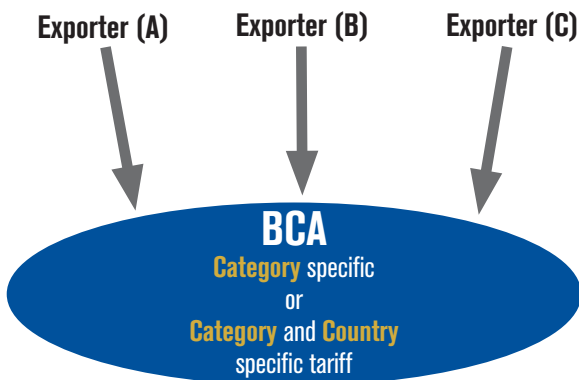 Exporter (A) Exporter (B) Exporter (C)
BCA
Category specific
or
Category and Country
specific tariff